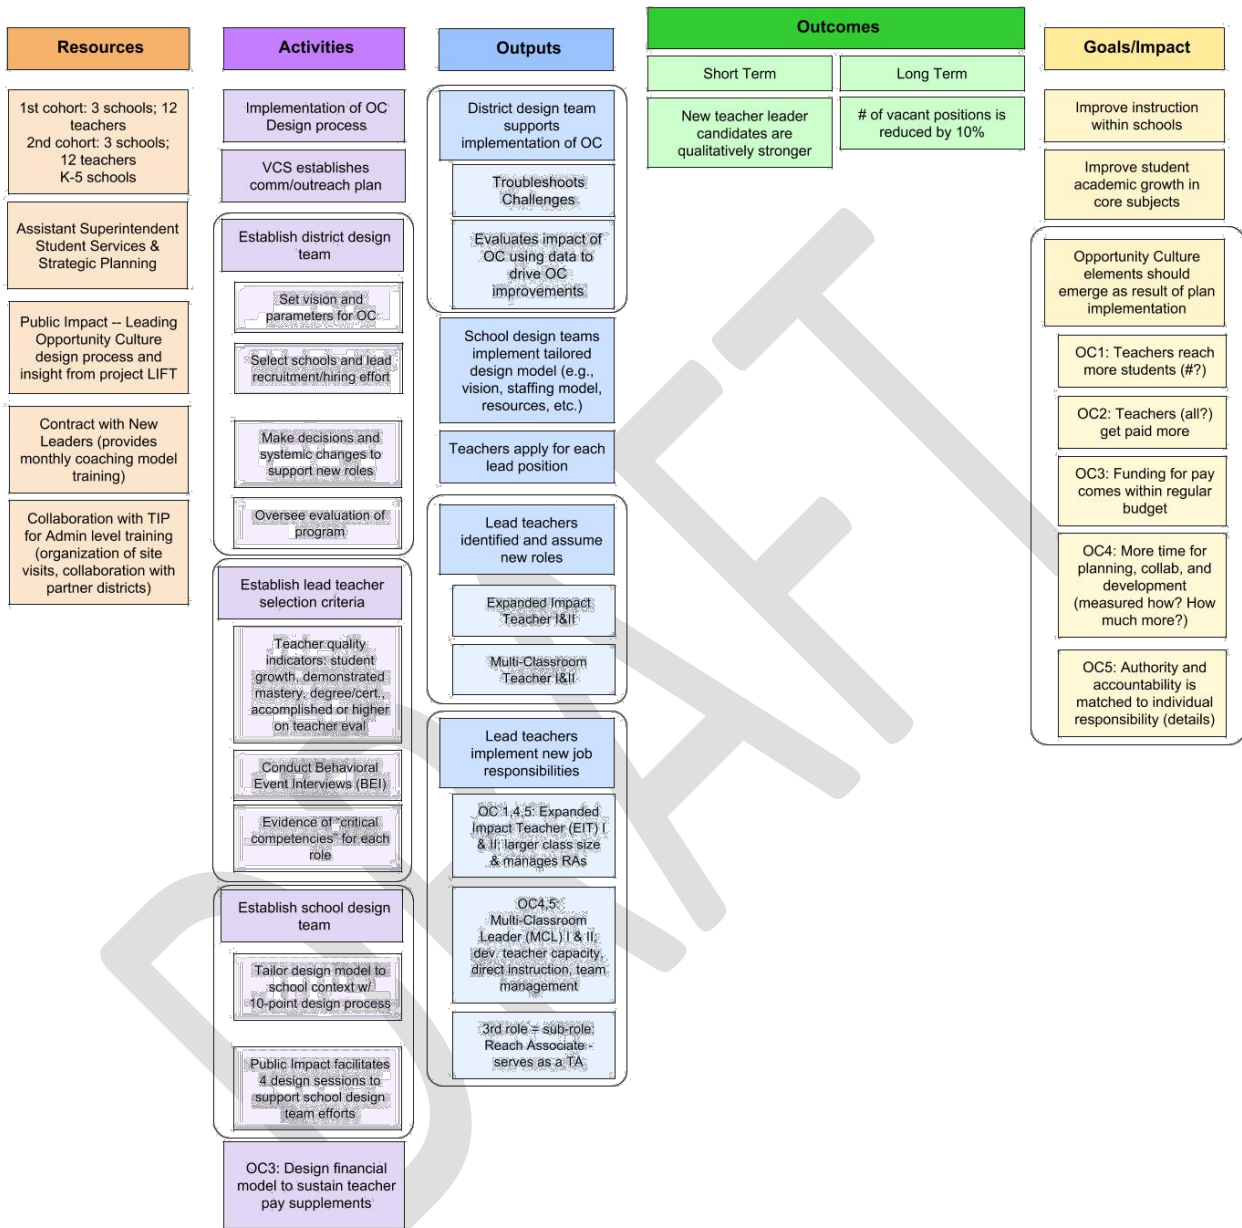 Resources
1st cohort: 3 schools; 12
teachers
2nd cohort: 3 schools;
12 teachers
K-5 schools
Assistant Superintendent
Student Services &
Strategic Planning
Public Impact -- Leading
Opportunity Culture
design process and
insight from project LIFT
Contract with New
Leaders (provides
monthly coaching model
training)
Collaboration with TIP
for Admin level training
(organization of site
visits, collaboration with
partner districts)
Activities
Implementation of OC
Design process
VCS establishes
comm/outreach plan
Establish district design
team
Set vision and
parameters for OC
Select schools and lead
recruitment/hiring effort
Make decisions and
systemic changes to
support new roles
Oversee evaluation of
program
Establish lead teacher
selection criteria
Teacher quality
indicators: student
growth, demonstrated
mastery, degree/cert.,
accomplished or higher
on teacher eval
Conduct Behavioral
Event Interviews (BEI)
Evidence of "critical
competencies" for each
role
Establish school design
team
Tailor design model to
school context w/
10-point design process
Public Impact facilitates
4 design sessions to
support school design
team efforts
OC3: Design financial
model to sustain teacher
pay supplements
Outputs
District design team
supports
implementation of OC
Troubleshoots
Challenges
Evaluates impact of
OC using data to
drive OC
improvements
School design teams
implement tailored
design model (e.g.,
vision, staffing model,
resources, etc.)
Teachers apply for each
lead position
Lead teachers
identified and assume
new roles
Expanded Impact
Teacher I&II
Multi-Classroom
Teacher I&II
Lead teachers
implement new job
responsibilities
OC 1,4,5: Expanded
Impact Teacher (EIT) I
& II: larger class size
& manages RAs
OC4,5:
Multi-Classroom
Leader (MCL) I & II:
dev. teacher capacity,
direct instruction, team
management
3rd role = sub-role:
Reach Associate -
serves as a TA
Outcomes
Short Term
New teacher leader
candidates are
qualitatively stronger
Long Term
# of vacant positions is
reduced by 10%
Goals/Impact
Improve instruction
within schools
Improve student
academic growth in
core subjects
Opportunity Culture
elements should
emerge as result of plan
implementation
OC1: Teachers reach
more students (#?)
OC2: Teachers (all?)
get paid more
OC3: Funding for pay
comes within regular
budget
OC4: More time for
planning, collab, and
development
(measured how? How
much more?)
OC5: Authority and
accountability is
matched to individual
responsibility (details)
DRAFT